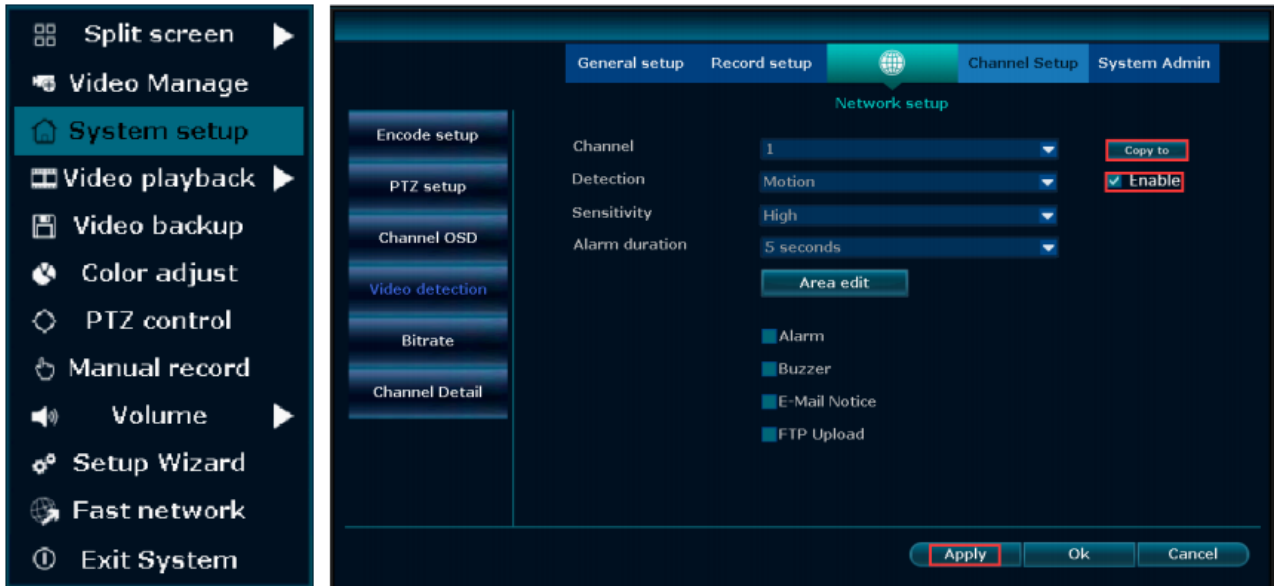 Split screen
Video Manage
System setup
Video playback
Video backup
Color adjust
PTZ control
Manual record
Volume
Setup Wizard
Fast network
Exit System
General setup
Record setup
Network setup
Channel Setup
System Admin
Encode setup
PTZ setup
Channel OSD
Video detection
Bitrate
Channel Detail
Channel 1 Copy to
Detection Motion Enable
Sensitivity High
Alarm duration 5 seconds
Area edit
Alarm
Buzzer
E-Mail Notice
FTP Upload
Apply Ok Cancel